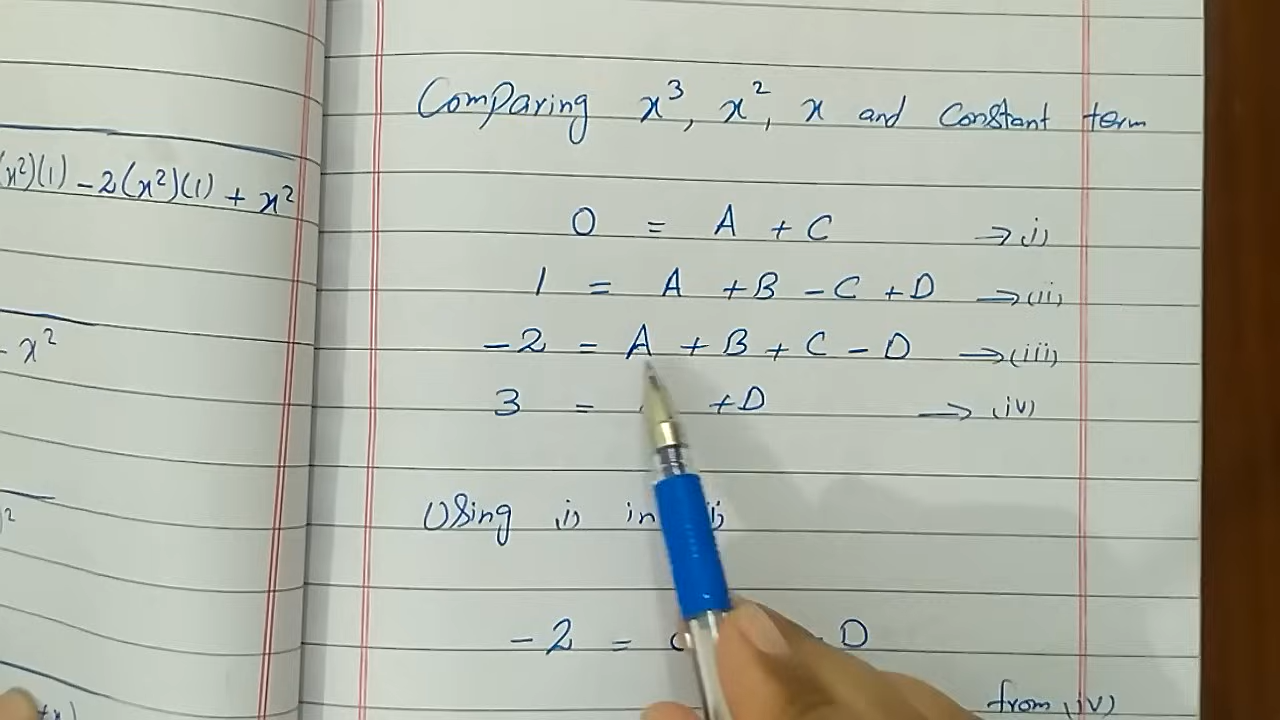 Comparing x³, x², x and Constant term
(x²)(1) - 2(x²)(1) + x²
0 = A + C → (i)
1 = A + B - C + D → (ii)
- x²
-2 = A + B + C - D → (iii)
3 = + D → (iv)
Using (i) in
-2 = - D
from (iv)